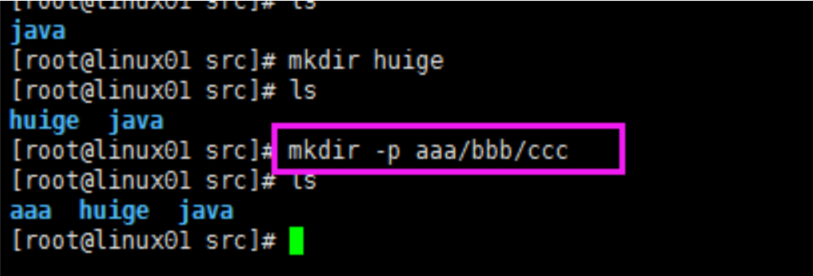 [root@linux01 src]# ls
java
[root@linux01 src]# mkdir huige
[root@linux01 src]# ls
huige  java
[root@linux01 src]# mkdir -p aaa/bbb/ccc
[root@linux01 src]# ls
aaa  huige  java
[root@linux01 src]#